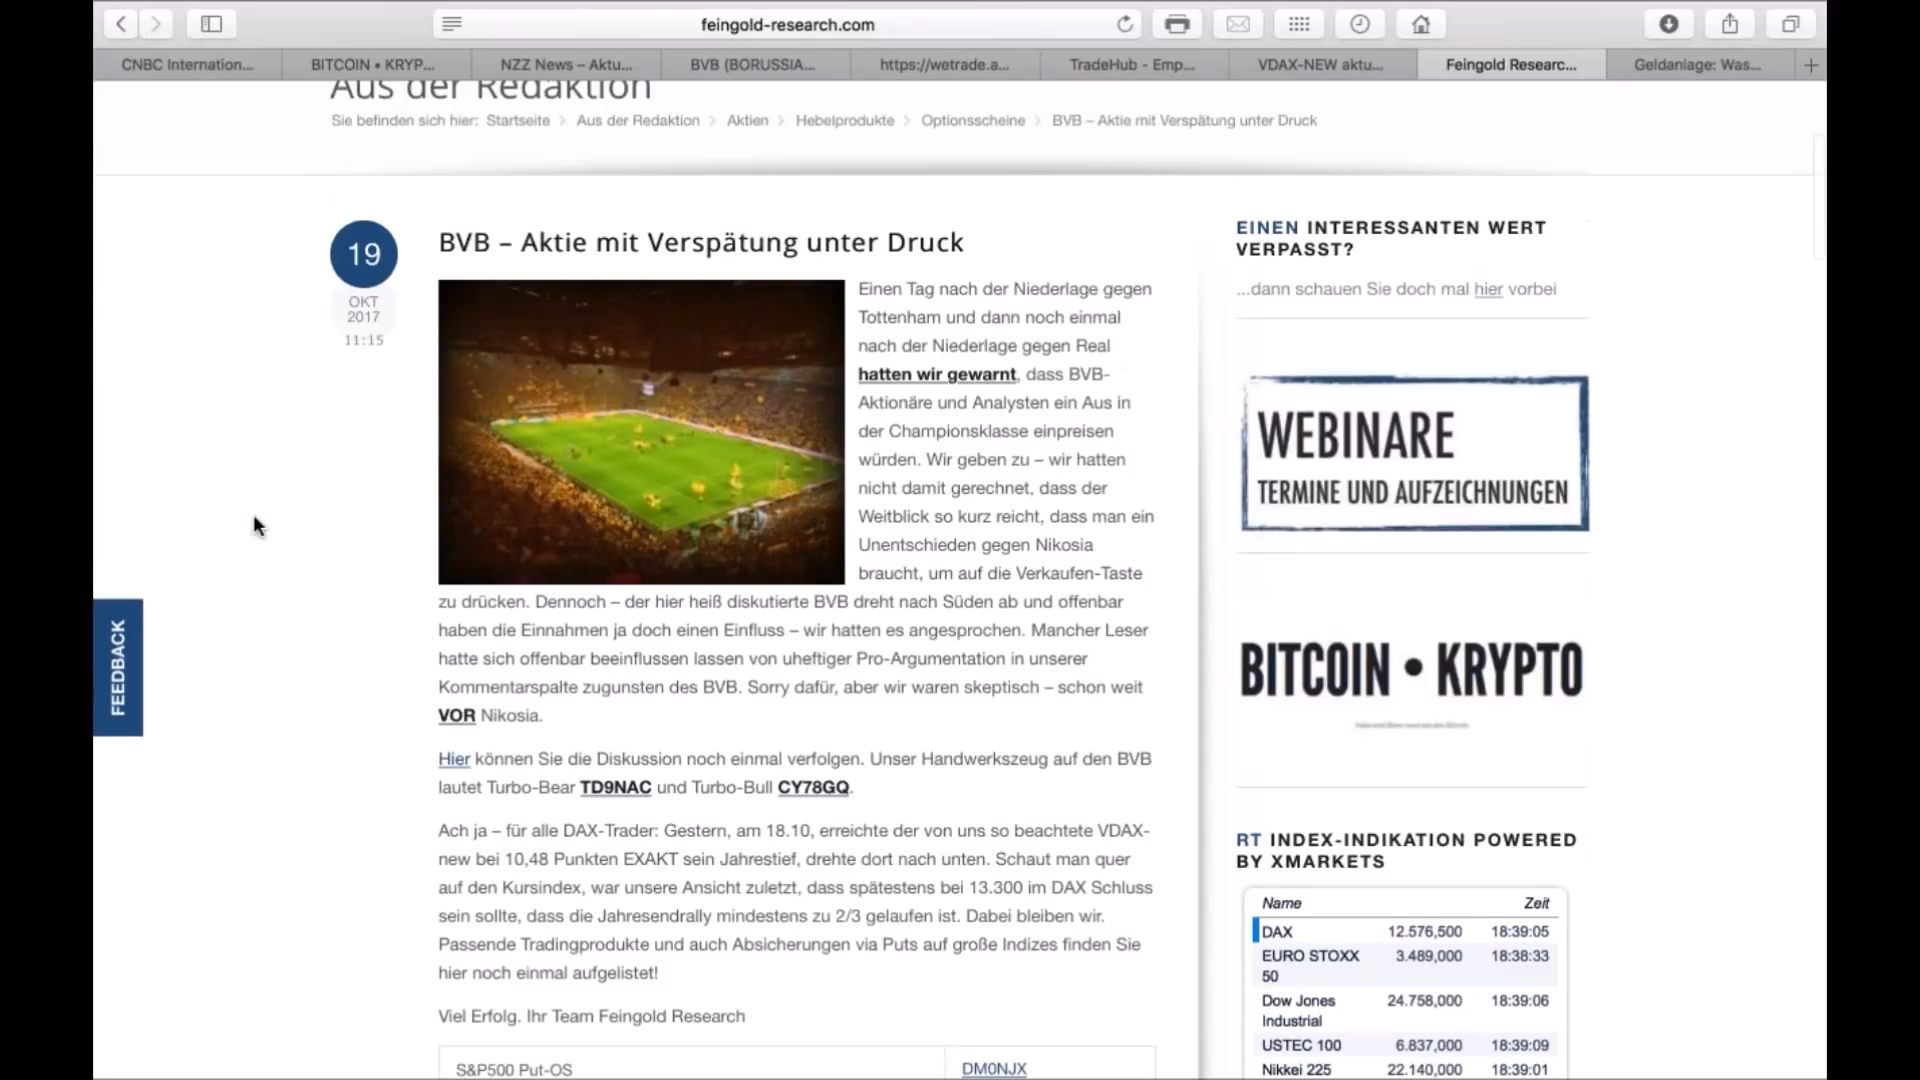 feingold-research.com
CNBC Internation...
BITCOIN • KRYP...
NZZ News – Aktu...
BVB (BORUSSIA...
https://wetrade.a...
TradeHub - Emp...
VDAX-NEW aktu...
Feingold Researc...
Geldanlage: Was...
Aus der Redaktion
Sie befinden sich hier: Startseite > Aus der Redaktion > Aktien > Hebelprodukte > Optionsscheine > BVB – Aktie mit Verspätung unter Druck
19
OKT
2017
11:15
BVB – Aktie mit Verspätung unter Druck
Einen Tag nach der Niederlage gegen
Tottenham und dann noch einmal
nach der Niederlage gegen Real
hatten wir gewarnt, dass BVB-
Aktionäre und Analysten ein Aus in
der Championsklasse einpreisen
würden. Wir geben zu – wir hatten
nicht damit gerechnet, dass der
Weitblick so kurz reicht, dass man ein
Unentschieden gegen Nikosia
braucht, um auf die Verkaufen-Taste
zu drücken. Dennoch – der hier heiß diskutierte BVB dreht nach Süden ab und offenbar
haben die Einnahmen ja doch einen Einfluss – wir hatten es angesprochen. Mancher Leser
hatte sich offenbar beeinflussen lassen von uheftiger Pro-Argumentation in unserer
Kommentarspalte zugunsten des BVB. Sorry dafür, aber wir waren skeptisch – schon weit
VOR Nikosia.
Hier können Sie die Diskussion noch einmal verfolgen. Unser Handwerkszeug auf den BVB
lautet Turbo-Bear TD9NAC und Turbo-Bull CY78GQ.
Ach ja – für alle DAX-Trader: Gestern, am 18.10, erreichte der von uns so beachtete VDAX-
new bei 10,48 Punkten EXAKT sein Jahrestief, drehte dort nach unten. Schaut man quer
auf den Kursindex, war unsere Ansicht zuletzt, dass spätestens bei 13.300 im DAX Schluss
sein sollte, dass die Jahresendrally mindestens zu 2/3 gelaufen ist. Dabei bleiben wir.
Passende Tradingprodukte und auch Absicherungen via Puts auf große Indizes finden Sie
hier noch einmal aufgelistet!
Viel Erfolg. Ihr Team Feingold Research
S&P500 Put-OS DM0NJX
FEEDBACK
EINEN INTERESSANTEN WERT
VERPASST?
...dann schauen Sie doch mal hier vorbei
WEBINARE
TERMINE UND AUFZEICHNUNGEN
BITCOIN • KRYPTO
RT INDEX-INDIKATION POWERED
BY XMARKETS
Name Zeit
DAX 12.576,500 18:39:05
EURO STOXX 3.489,000 18:38:33
50
Dow Jones 24.758,000 18:39:06
Industrial
USTEC 100 6.837,000 18:39:09
Nikkei 225 22.140,000 18:39:01